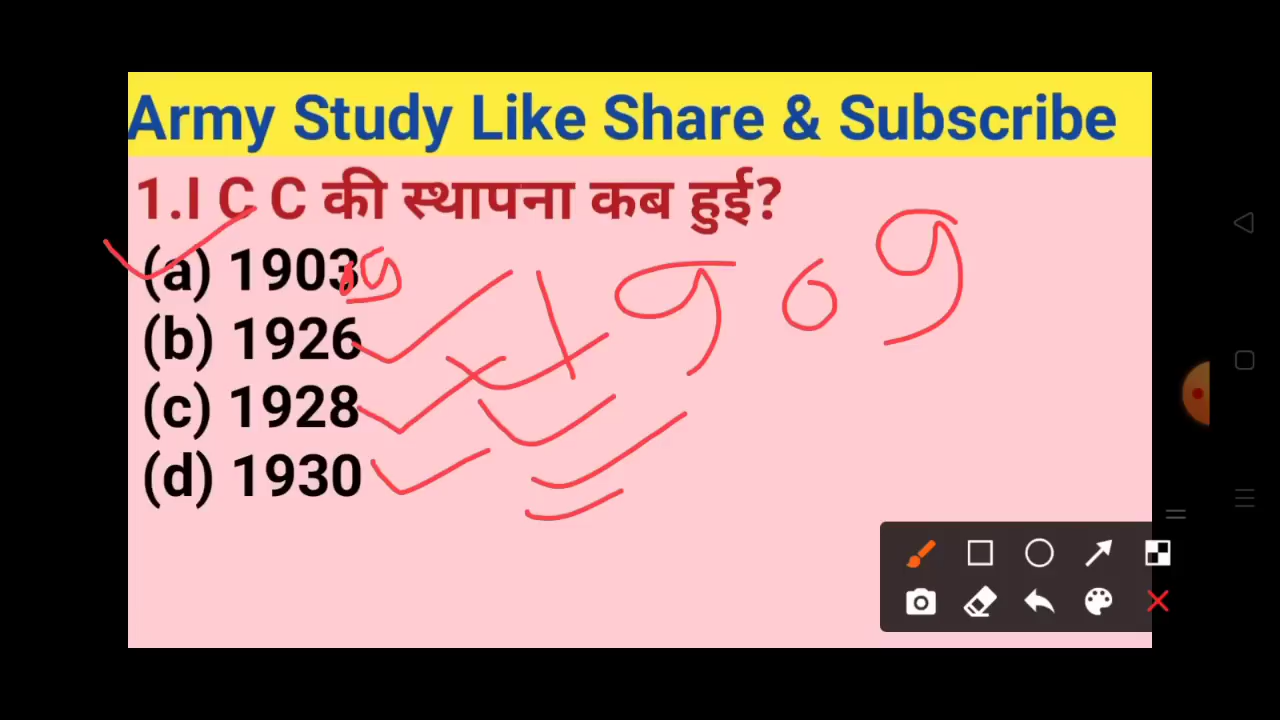 Army Study Like Share & Subscribe
1.I C C की स्थापना कब हुई?
(a) 1903
(b) 1926
(c) 1928
(d) 1930
1909